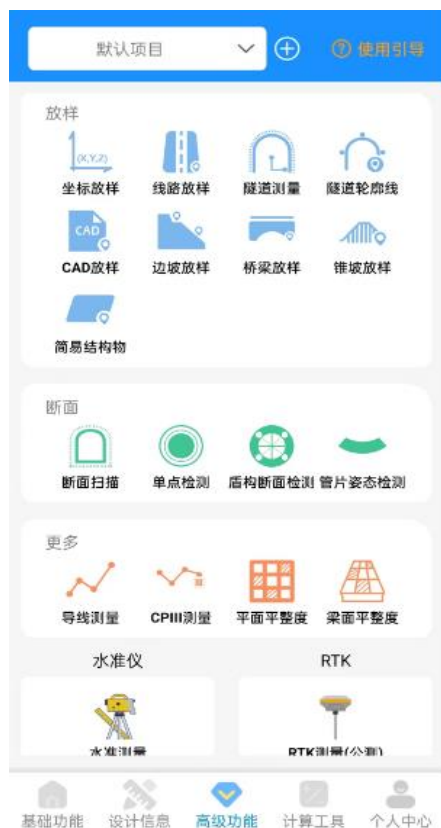 默认项目 使用引导
放样
(X,Y,Z)
坐标放样 线路放样 隧道测量 隧道轮廓线
CAD
CAD放样 边坡放样 桥梁放样 锥坡放样
简易结构物
断面
断面扫描 单点检测 盾构断面检测 管片姿态检测
更多
导线测量 CPIII测量 平面平整度 梁面平整度
水准仪 RTK
水准测量 RTK测量(公测)
基础功能 设计信息 高级功能 计算工具 个人中心